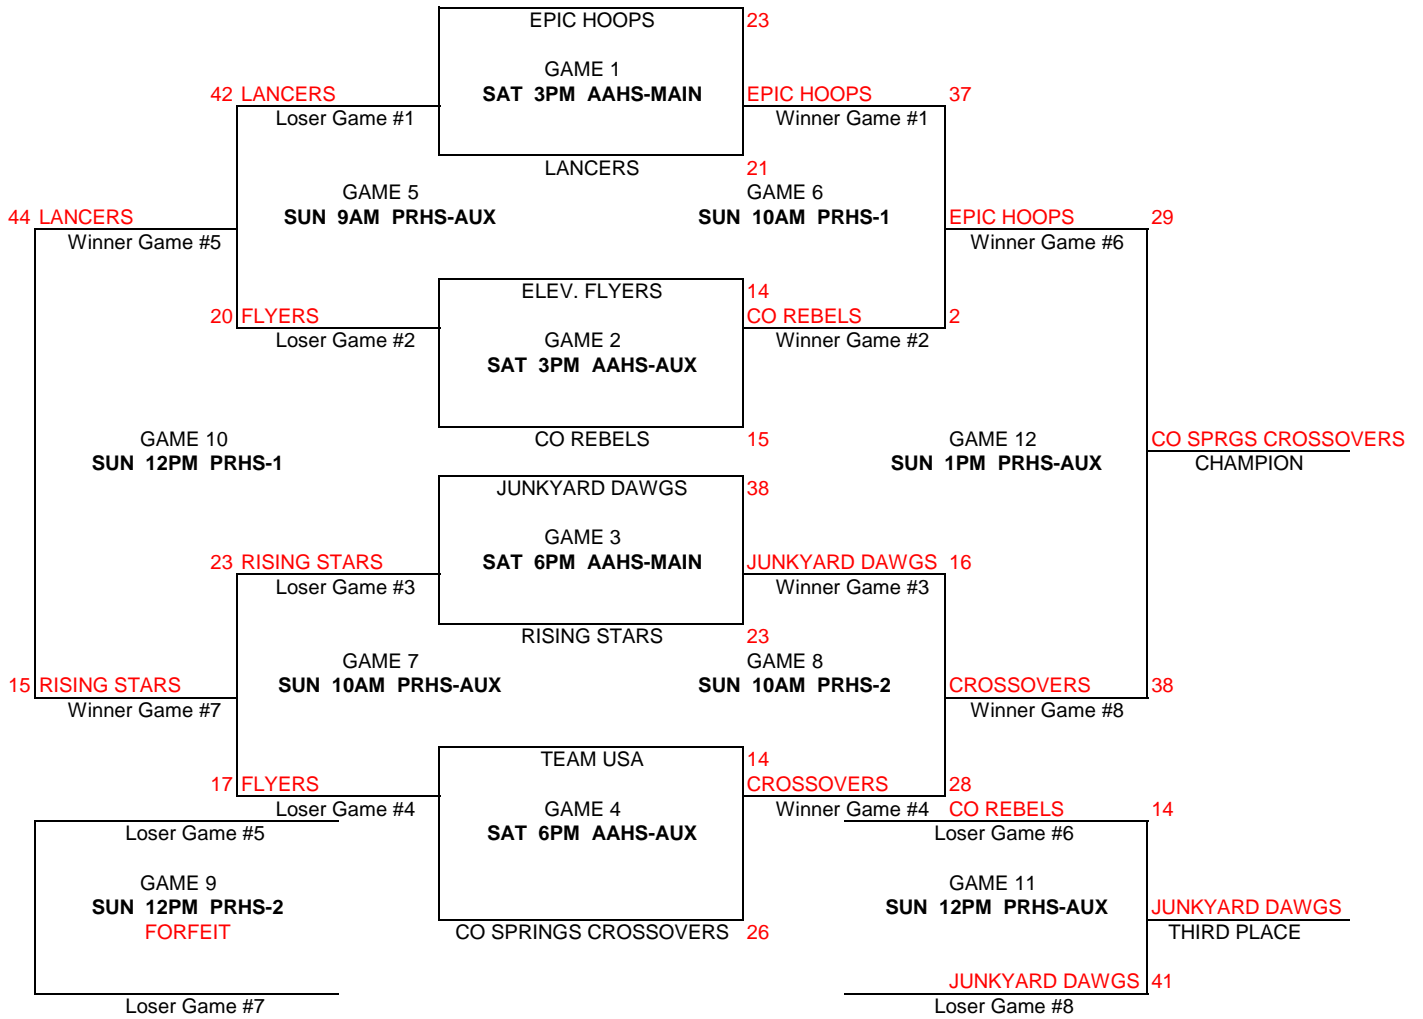 EPIC HOOPS 23
GAME 1
42 LANCERS SAT 3PM AAHS-MAIN EPIC HOOPS 37
Loser Game #1 Winner Game #1
LANCERS 21
GAME 5 GAME 6
44 LANCERS SUN 9AM PRHS-AUX SUN 10AM PRHS-1 EPIC HOOPS 29
Winner Game #5 Winner Game #6
ELEV. FLYERS 14
20 FLYERS CO REBELS 2
Loser Game #2 GAME 2 Winner Game #2
SAT 3PM AAHS-AUX
GAME 10 CO REBELS 15 GAME 12 CO SPRGS CROSSOVERS
SUN 12PM PRHS-1 SUN 1PM PRHS-AUX CHAMPION
JUNKYARD DAWGS 38
GAME 3
23 RISING STARS SAT 6PM AAHS-MAIN JUNKYARD DAWGS 16
Loser Game #3 Winner Game #3
RISING STARS 23
GAME 7 GAME 8
15 RISING STARS SUN 10AM PRHS-AUX SUN 10AM PRHS-2 CROSSOVERS 38
Winner Game #7 Winner Game #8
TEAM USA 14
17 FLYERS CROSSOVERS 28
Loser Game #4 GAME 4 Winner Game #4 CO REBELS 14
Loser Game #5 SAT 6PM AAHS-AUX Loser Game #6
GAME 9 GAME 11
SUN 12PM PRHS-2 SUN 12PM PRHS-AUX JUNKYARD DAWGS
FORFEIT CO SPRINGS CROSSOVERS 26 THIRD PLACE
JUNKYARD DAWGS 41
Loser Game #7 Loser Game #8